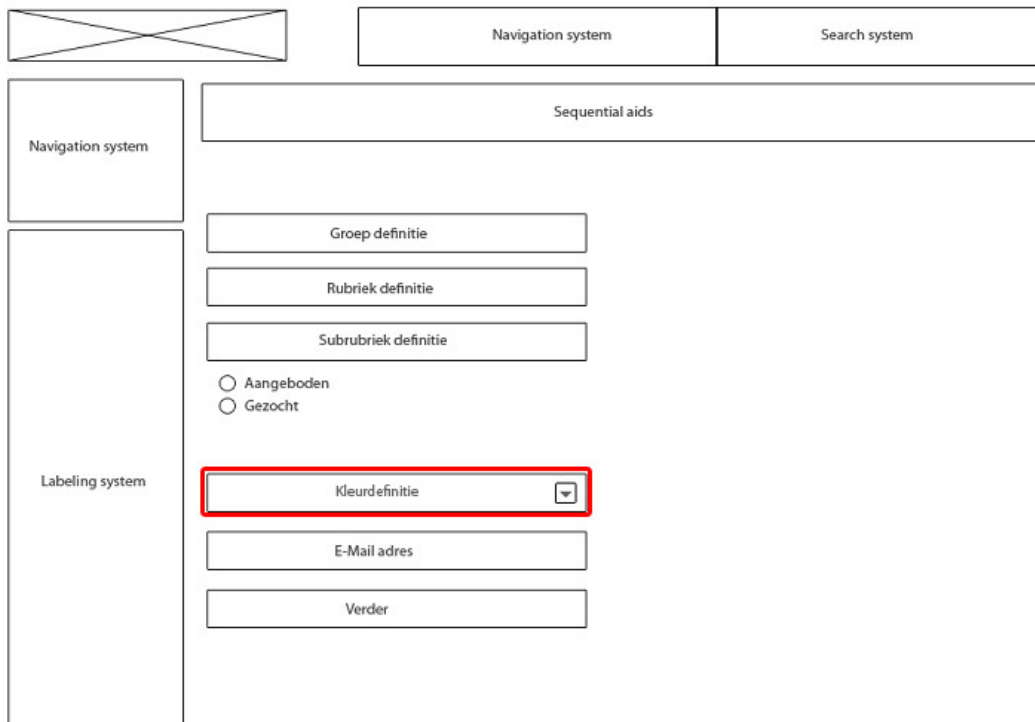 Navigation system
Search system
Sequential aids
Navigation system
Groep definitie
Rubriek definitie
Subrubriek definitie
Aangeboden
Gezocht
Labeling system
Kleurdefinitie
E-Mail adres
Verder